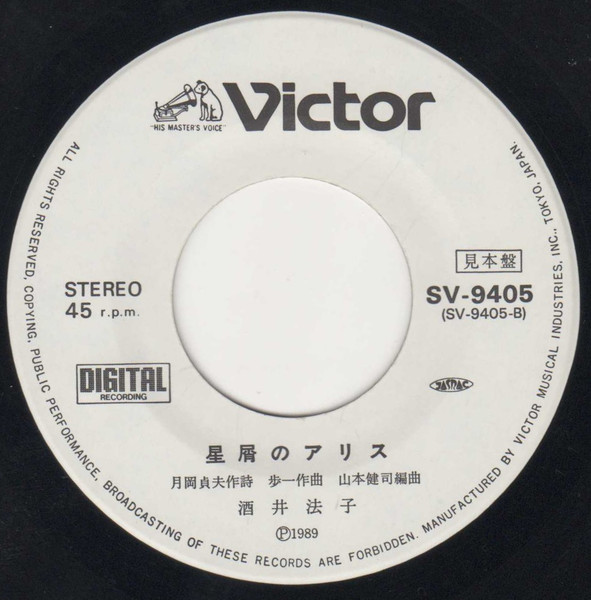 "HIS MASTER'S VOICE"
Victor
見本盤
STEREO
45 r.p.m.
SV-9405
(SV-9405-B)
DIGITAL
RECORDING
JASRAC
星屑のアリス
月岡貞夫作詩 歩一作曲 山本健司編曲
酒井法子
Ⓟ1989
ALL RIGHTS RESERVED, COPYING, PUBLIC PERFORMANCE, BROADCASTING OF THESE RECORDS ARE FORBIDDEN. MANUFACTURED BY VICTOR MUSICAL INDUSTRIES, INC., TOKYO, JAPAN.